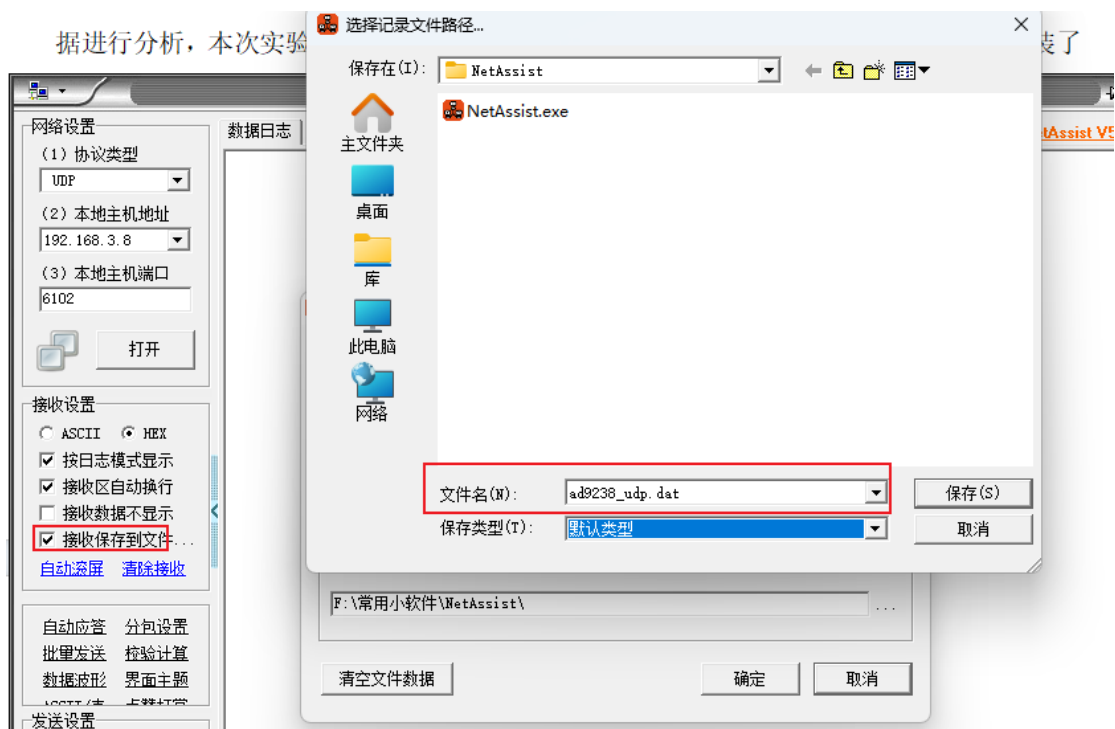 选择记录文件路径...
据进行分析，本次实验
装了
保存在(I):
NetAssist
NetAssist.exe
主文件夹
桌面
库
此电脑
网络
文件名(N):
ad9238_udp.dat
保存(S)
保存类型(T):
默认类型
取消
网络设置
数据日志
(1) 协议类型
UDP
(2) 本地主机地址
192.168.3.8
(3) 本地主机端口
6102
打开
接收设置
ASCII
HEX
按日志模式显示
接收区自动换行
接收数据不显示
接收保存到文件...
自动滚屏
清除接收
自动应答
分包设置
批量发送
校验计算
数据波形
界面主题
发送设置
F:\常用小软件\NetAssist\
...
清空文件数据
确定
取消